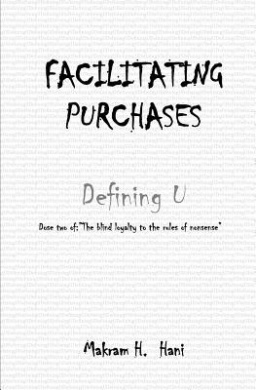 FACILITATING
PURCHASES
Defining U
Dose two of:"The blind loyalty to the rules of nonsense"
Makram H. Hani